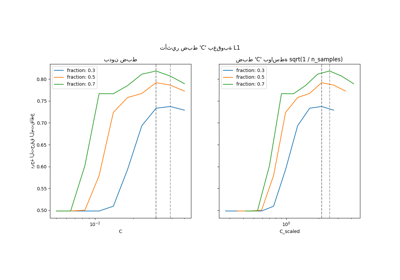 تأثير ضبط 'C' بعقوبة L1
بدون ضبط
fraction: 0.3
fraction: 0.5
fraction: 0.7
0.80
0.75
0.70
0.65
0.60
0.55
0.50
C
ضبط 'C' بواسطة sqrt(1 / n_samples)
fraction: 0.3
fraction: 0.5
fraction: 0.7
10⁰
C_scaled